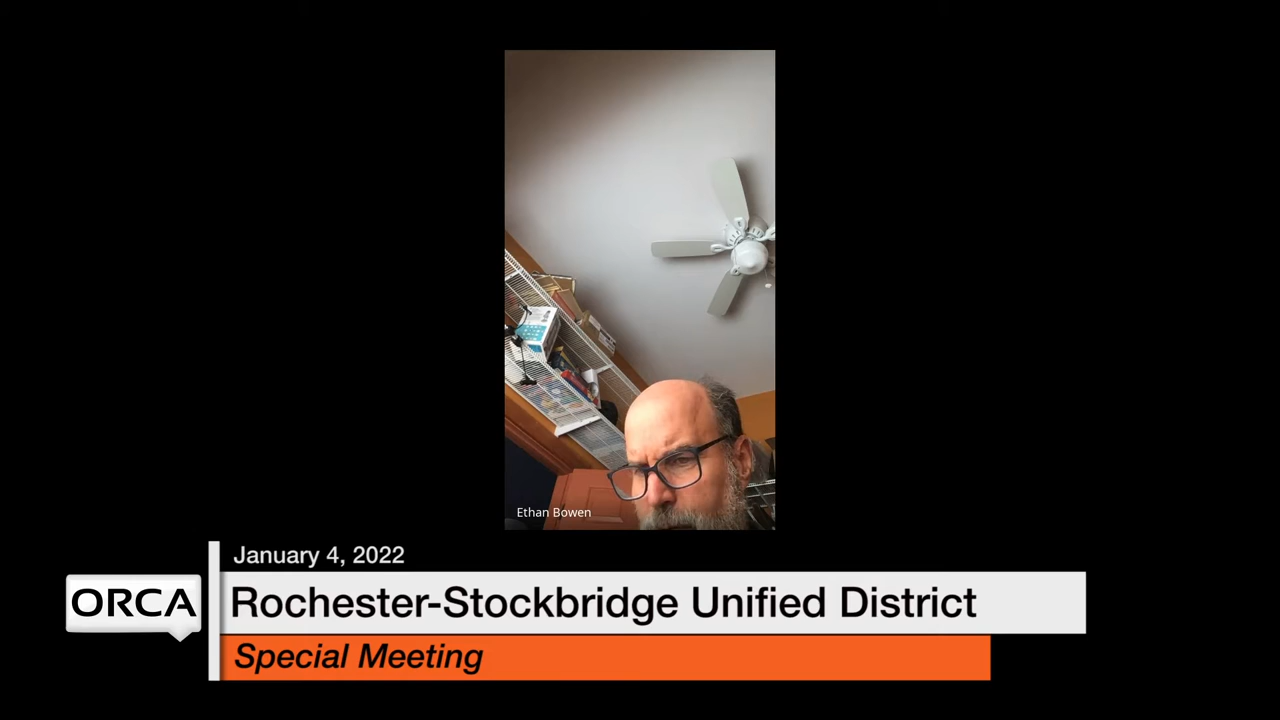 Ethan Bowen
January 4, 2022
ORCA
Rochester-Stockbridge Unified District
Special Meeting